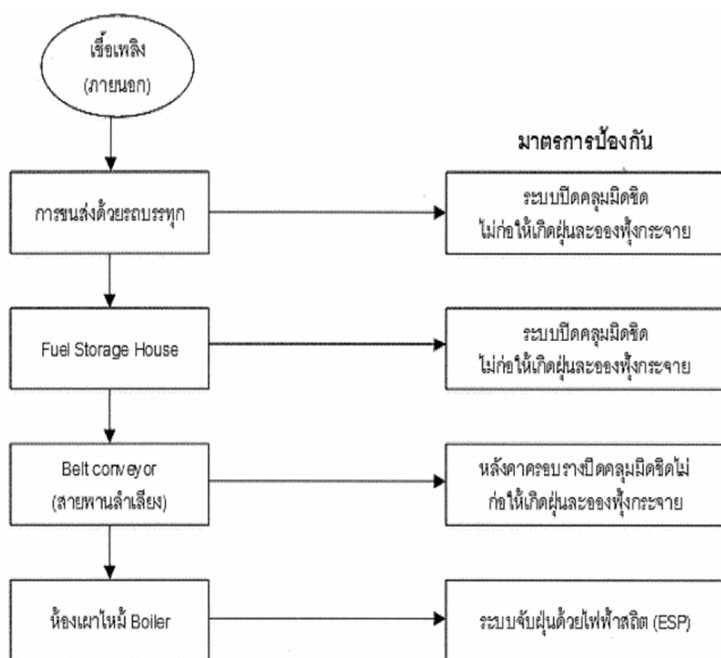 เชื้อเพลิง
(ภายนอก)
มาตรการป้องกัน
การขนส่งด้วยรถบรรทุก
ระบบปิดคลุมมิดชิด
ไม่ก่อให้เกิดฝุ่นละอองฟุ้งกระจาย
Fuel Storage House
ระบบปิดคลุมมิดชิด
ไม่ก่อให้เกิดฝุ่นละอองฟุ้งกระจาย
Belt conveyor
(สายพานลำเลียง)
หลังคาครอบรางปิดคลุมมิดชิดไม่
ก่อให้เกิดฝุ่นละอองฟุ้งกระจาย
ห้องเผาไหม้ Boiler
ระบบจับฝุ่นด้วยไฟฟ้าสถิต (ESP)